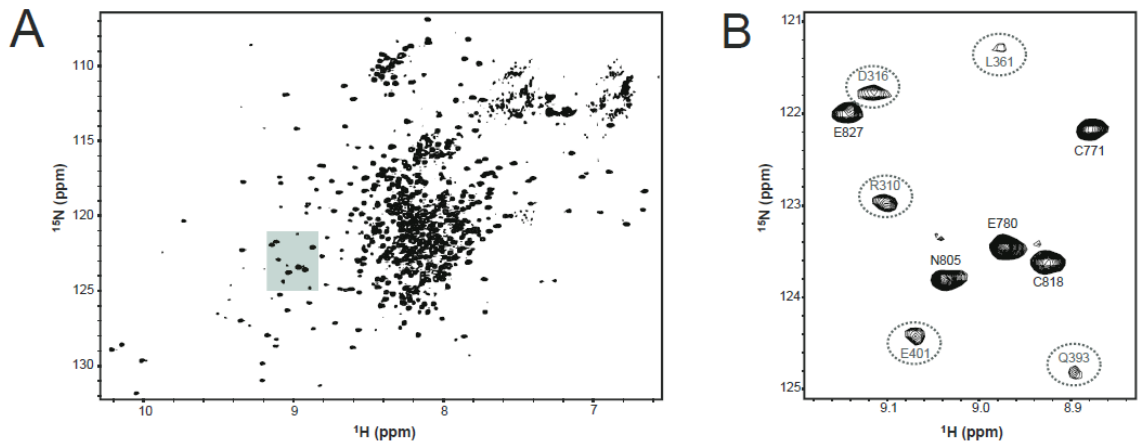 A
110
115
120
125
130
¹⁵N (ppm)
10
9
8
7
¹H (ppm)
B
121
122
123
124
125
¹⁵N (ppm)
L361
D316
E827
C771
R310
E780
N805
C818
E401
Q393
9.1
9.0
8.9
¹H (ppm)